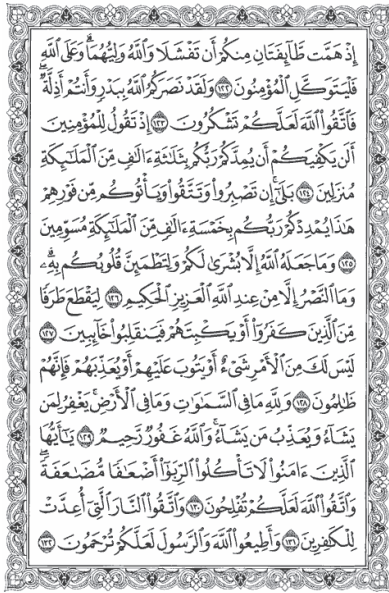 إِذْ هَمَّت طَّآئِفَتَانِ مِنكُمْ أَن تَفْشَلَا وَٱللَّهُ وَلِيُّهُمَاۗ وَعَلَى ٱللَّهِ
فَلْيَتَوَكَّلِ ٱلْمُؤْمِنُونَ ١٢٢ وَلَقَدْ نَصَرَكُمُ ٱللَّهُ بِبَدْرٍ وَأَنتُمْ أَذِلَّةٌۖ
فَٱتَّقُوا۟ ٱللَّهَ لَعَلَّكُمْ تَشْكُرُونَ ١٢٣ إِذْ تَقُولُ لِلْمُؤْمِنِينَ
أَلَن يَكْفِيَكُمْ أَن يُمِدَّكُمْ رَبُّكُم بِثَلَٰثَةِ ءَالَٰفٍ مِّنَ ٱلْمَلَٰٓئِكَةِ
مُنزَلِينَ ١٢٤ بَلَىٰٓۚ إِن تَصْبِرُوا۟ وَتَتَّقُوا۟ وَيَأْتُوكُم مِّن فَوْرِهِمْ
هَٰذَا يُمْدِدْكُمْ رَبُّكُم بِخَمْسَةِ ءَالَٰفٍ مِّنَ ٱلْمَلَٰٓئِكَةِ مُسَوِّمِينَ
١٢٥ وَمَا جَعَلَهُ ٱللَّهُ إِلَّا بُشْرَىٰ لَكُمْ وَلِتَطْمَئِنَّ قُلُوبُكُم بِهِۦۗ
وَمَا ٱلنَّصْرُ إِلَّا مِنْ عِندِ ٱللَّهِ ٱلْعَزِيزِ ٱلْحَكِيمِ ١٢٦ لِيَقْطَعَ طَرَفًا
مِّنَ ٱلَّذِينَ كَفَرُوٓا۟ أَوْ يَكْبِتَهُمْ فَيَنقَلِبُوا۟ خَآئِبِينَ ١٢٧
لَيْسَ لَكَ مِنَ ٱلْأَمْرِ شَىْءٌ أَوْ يَتُوبَ عَلَيْهِمْ أَوْ يُعَذِّبَهُمْ فَإِنَّهُمْ
ظَٰلِمُونَ ١٢٨ وَلِلَّهِ مَا فِى ٱلسَّمَٰوَٰتِ وَمَا فِى ٱلْأَرْضِۚ يَغْفِرُ لِمَن
يَشَآءُ وَيُعَذِّبُ مَن يَشَآءُۚ وَٱللَّهُ غَفُورٌ رَّحِيمٌ ١٢٩ يَٰٓأَيُّهَا
ٱلَّذِينَ ءَامَنُوا۟ لَا تَأْكُلُوا۟ ٱلرِّبَوٰٓا۟ أَضْعَٰفًا مُّضَٰعَفَةًۖ
وَٱتَّقُوا۟ ٱللَّهَ لَعَلَّكُمْ تُفْلِحُونَ ١٣٠ وَٱتَّقُوا۟ ٱلنَّارَ ٱلَّتِىٓ أُعِدَّتْ
لِلْكَٰفِرِينَ ١٣١ وَأَطِيعُوا۟ ٱللَّهَ وَٱلرَّسُولَ لَعَلَّكُمْ تُرْحَمُونَ ١٣٢